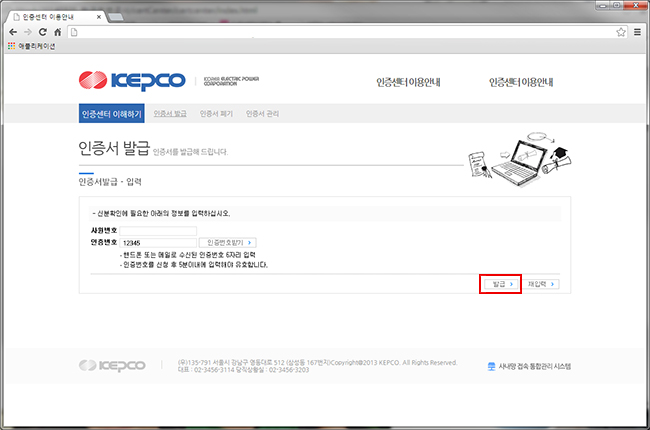 인증센터 이용안내
애플리케이션
KEPCO KOREA ELECTRIC POWER CORPORATION
인증센터 이용안내 인증센터 이용안내
인증센터 이해하기 인증서 발급 인증서 폐기 인증서 관리
인증서 발급 인증서를 발급해 드립니다.
인증서발급 - 입력
- 신분확인에 필요한 아래의 정보를 입력하십시오.
사원번호
인증번호 12345 인증번호받기
- 핸드폰 또는 메일로 수신된 인증번호 6자리 입력
- 인증번호를 신청 후 5분이내에 입력해야 유효합니다.
발급 재입력
KEPCO
(우)135-791 서울시 강남구 영동대로 512 (삼성동 167번지)Copyright@2013 KEPCO. All Rights Reserved.
대표 : 02-3456-3114 당직상황실 : 02-3456-3203
사내망 접속 통합관리 시스템